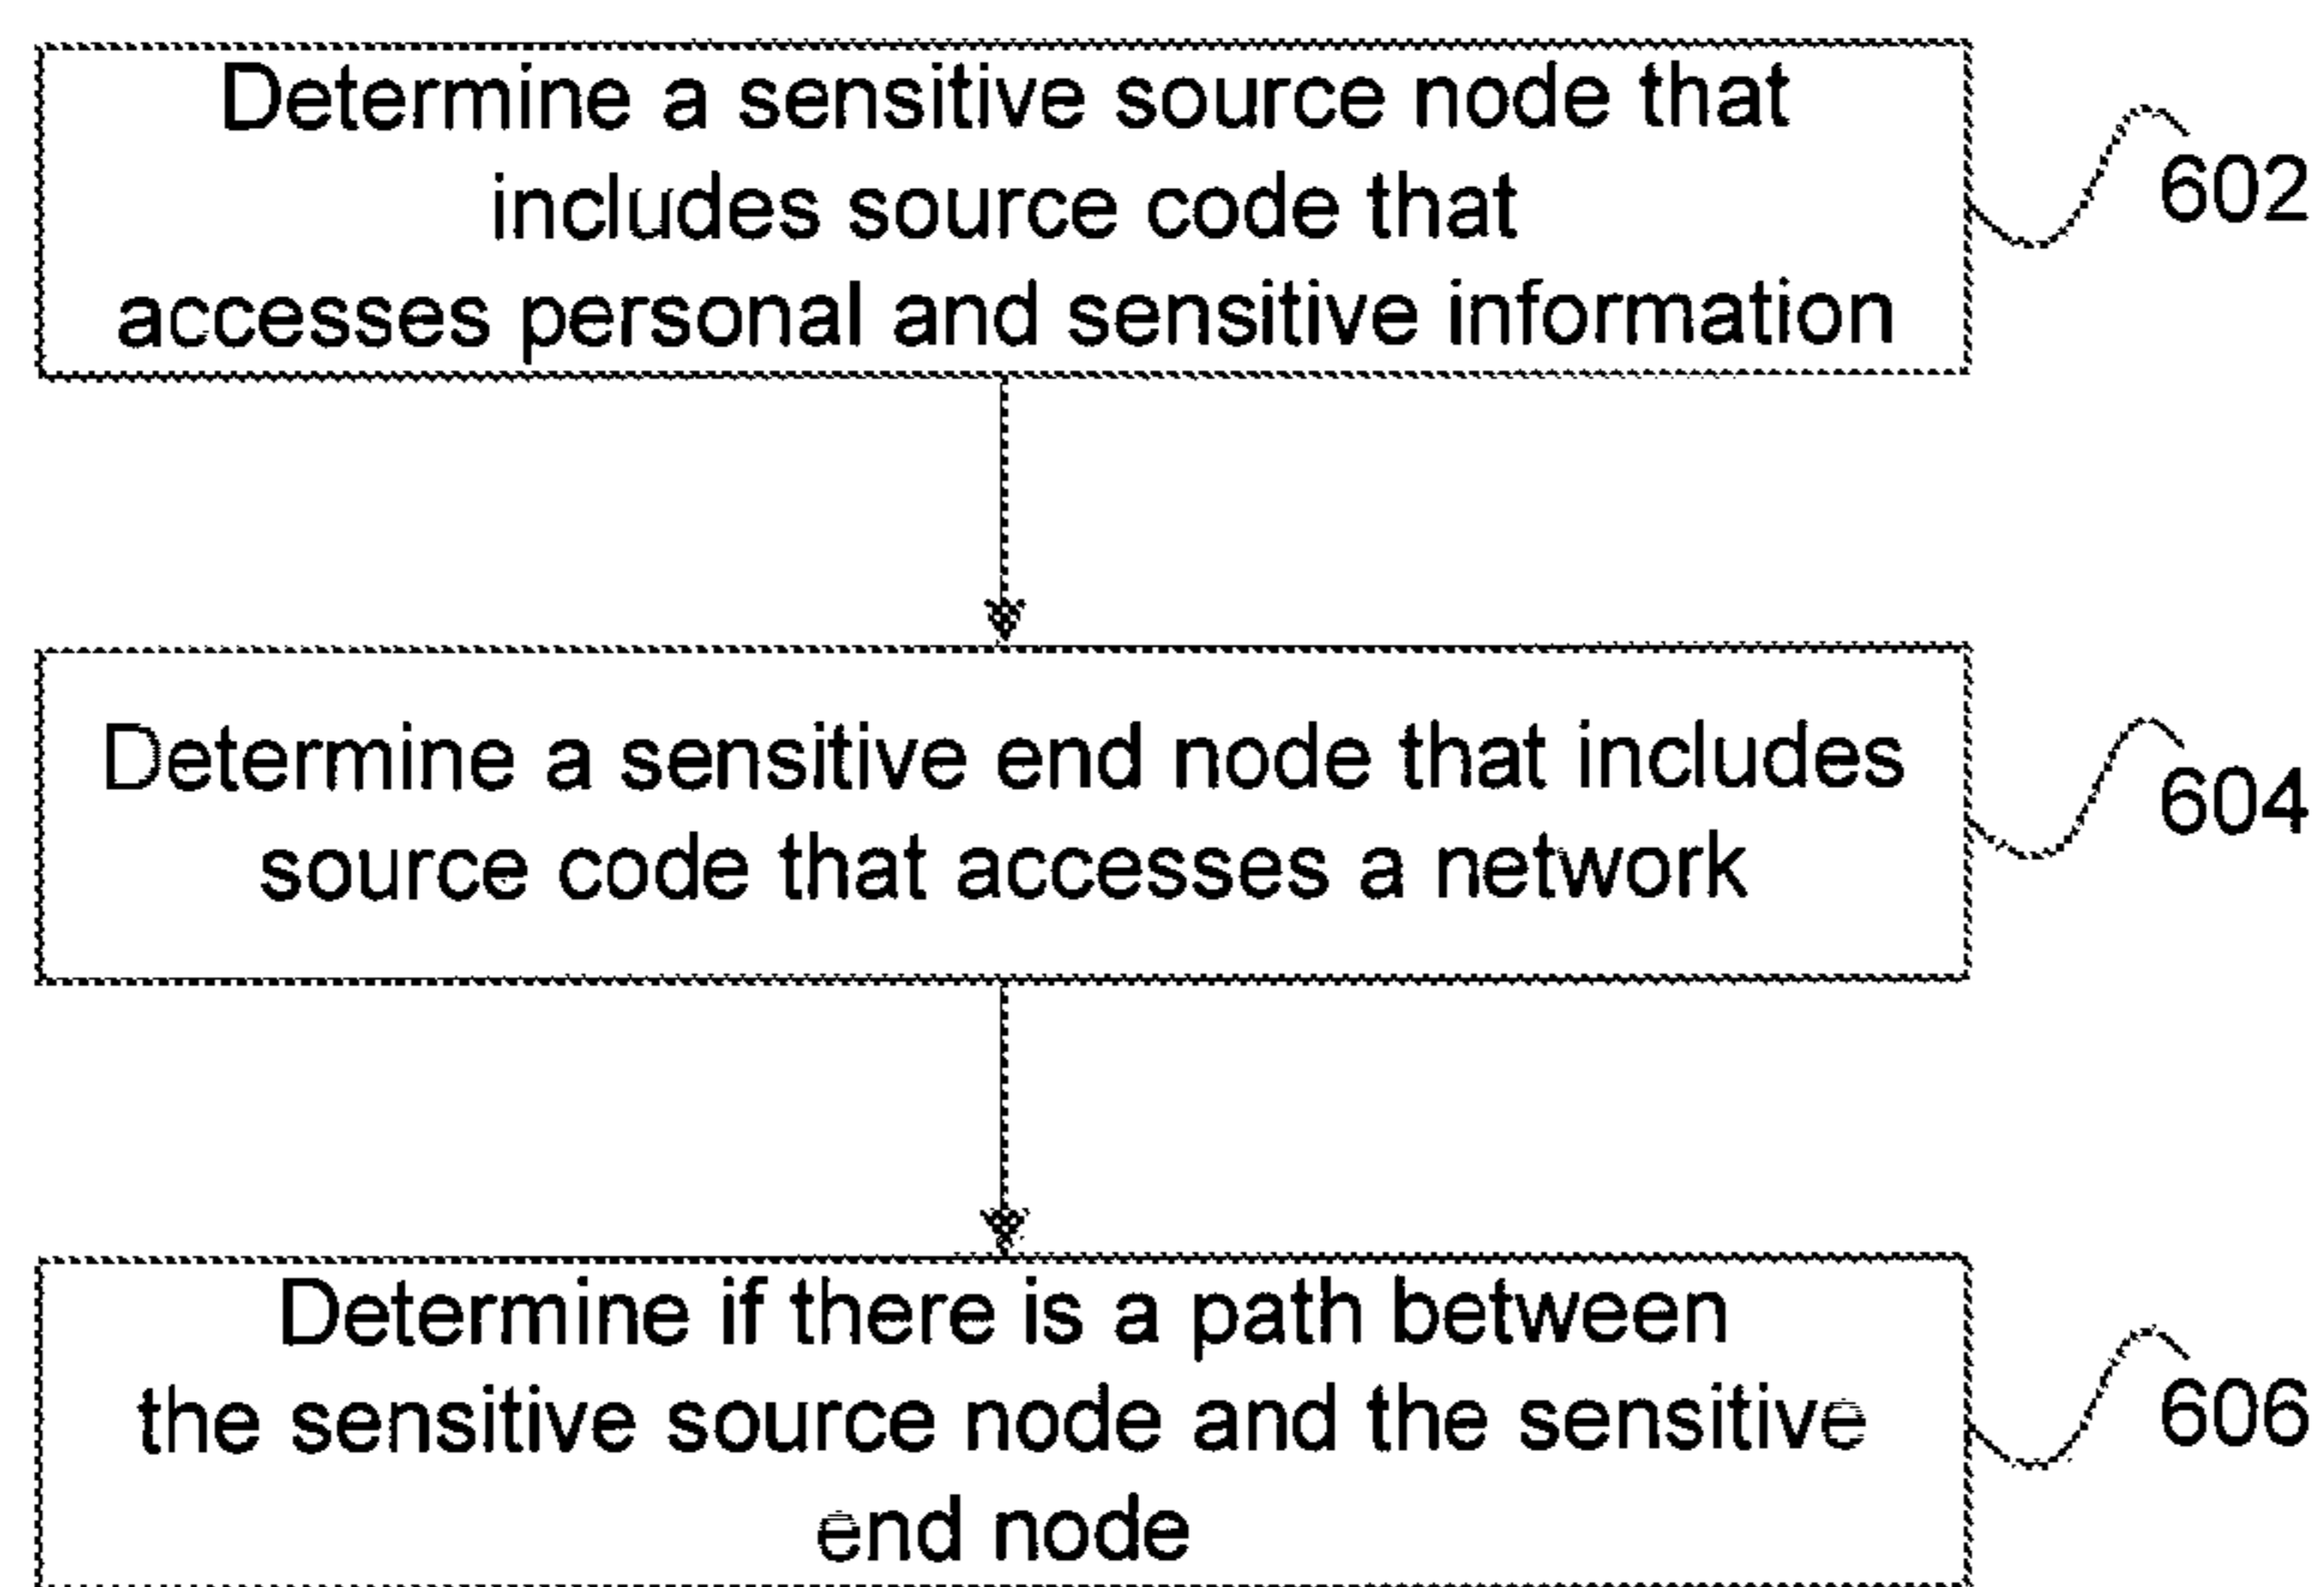 Determine a sensitive source node that
includes source code that
accesses personal and sensitive information
602
Determine a sensitive end node that includes
source code that accesses a network
604
Determine if there is a path between
the sensitive source node and the sensitive
end node
606